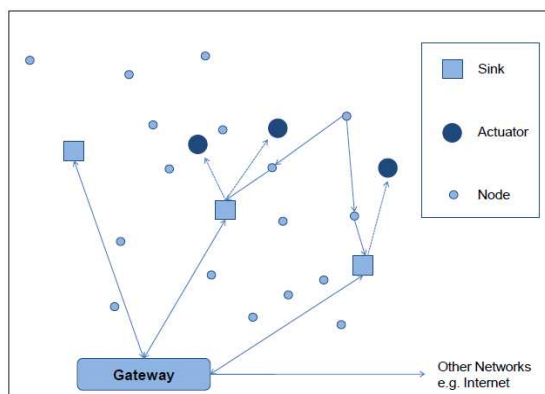 Sink
Actuator
Node
Gateway
Other Networks
e.g. Internet